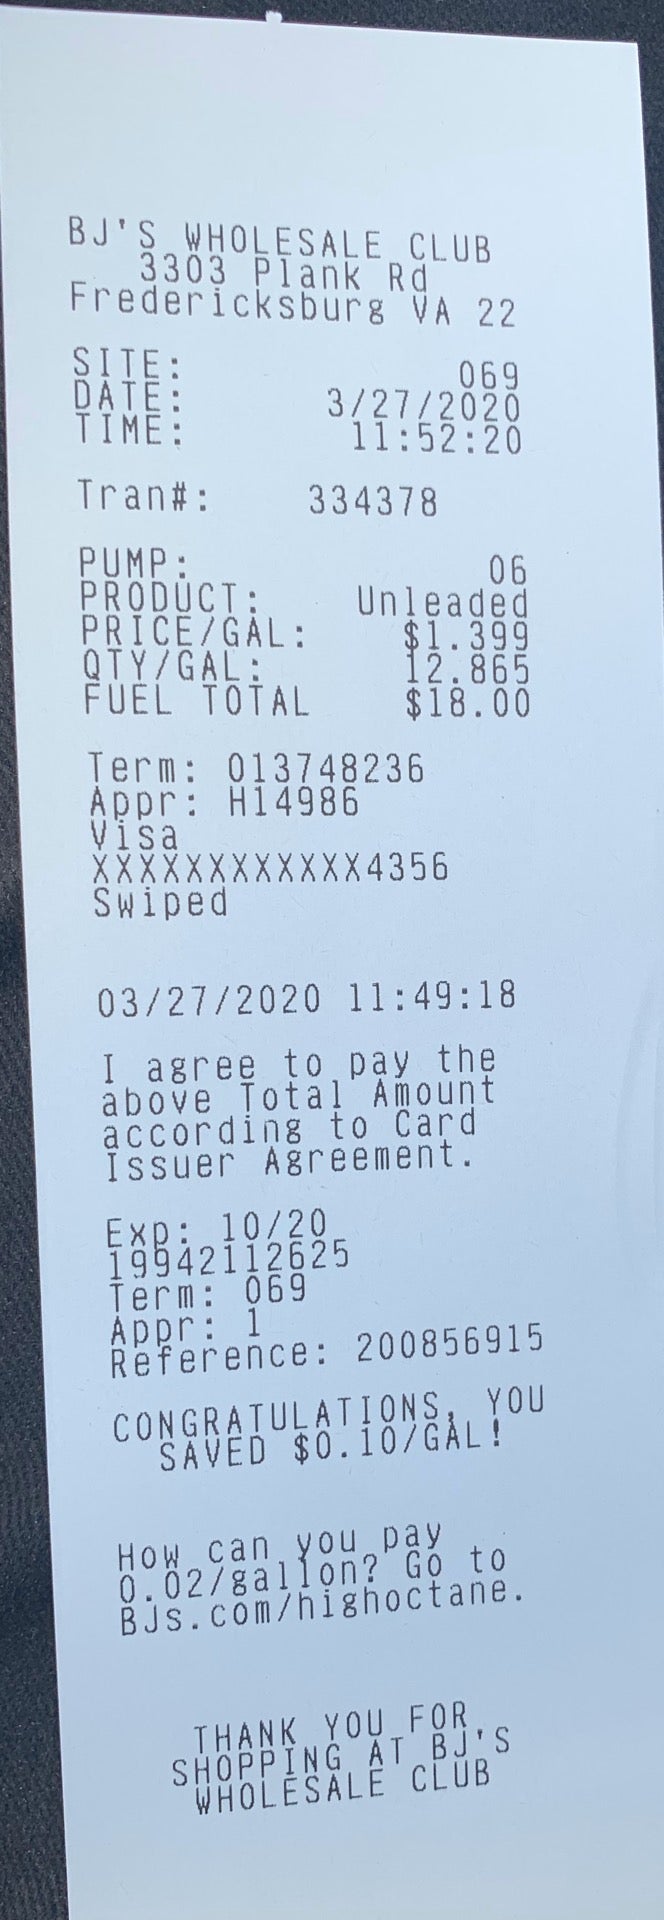 BJ'S WHOLESALE CLUB
3303 Plank Rd
Fredericksburg VA 22
SITE: 069
DATE: 3/27/2020
TIME: 11:52:20
Tran#: 334378
PUMP: 06
PRODUCT: Unleaded
PRICE/GAL: $1.399
QTY/GAL: 12.865
FUEL TOTAL $18.00
Term: 013748236
Appr: H14986
Visa
XXXXXXXXXXXX4356
Swiped
03/27/2020 11:49:18
I agree to pay the
above Total Amount
according to Card
Issuer Agreement.
Exp: 10/20
19942112625
Term: 069
Appr: 1
Reference: 200856915
CONGRATULATIONS, YOU
SAVED $0.10/GAL!
How can you pay
0.02/gallon? Go to
BJs.com/highoctane.
THANK YOU FOR
SHOPPING AT BJ'S
WHOLESALE CLUB